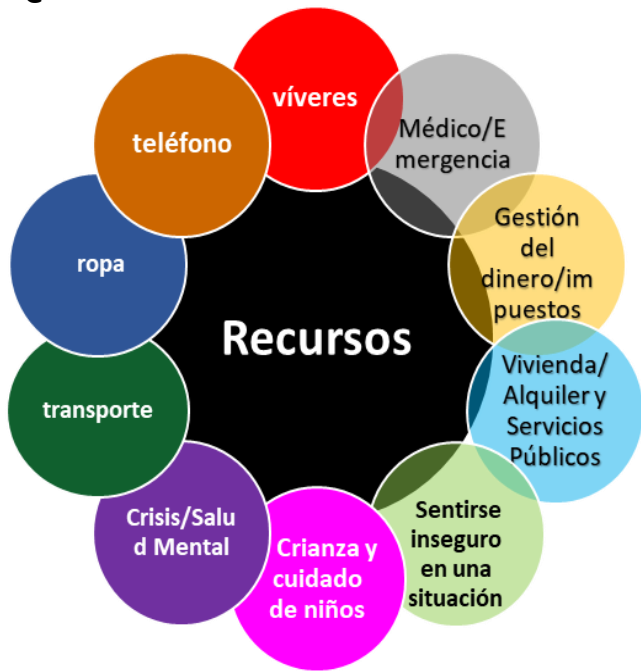 víveres
Médico/E
mergencia
Gestión
del
dinero/im
puestos
Vivienda/
Alquiler y
Servicios
Públicos
Sentirse
inseguro
en una
situación
Crianza y
cuidado
de niños
Crisis/Salu
d Mental
transporte
ropa
teléfono
Recursos